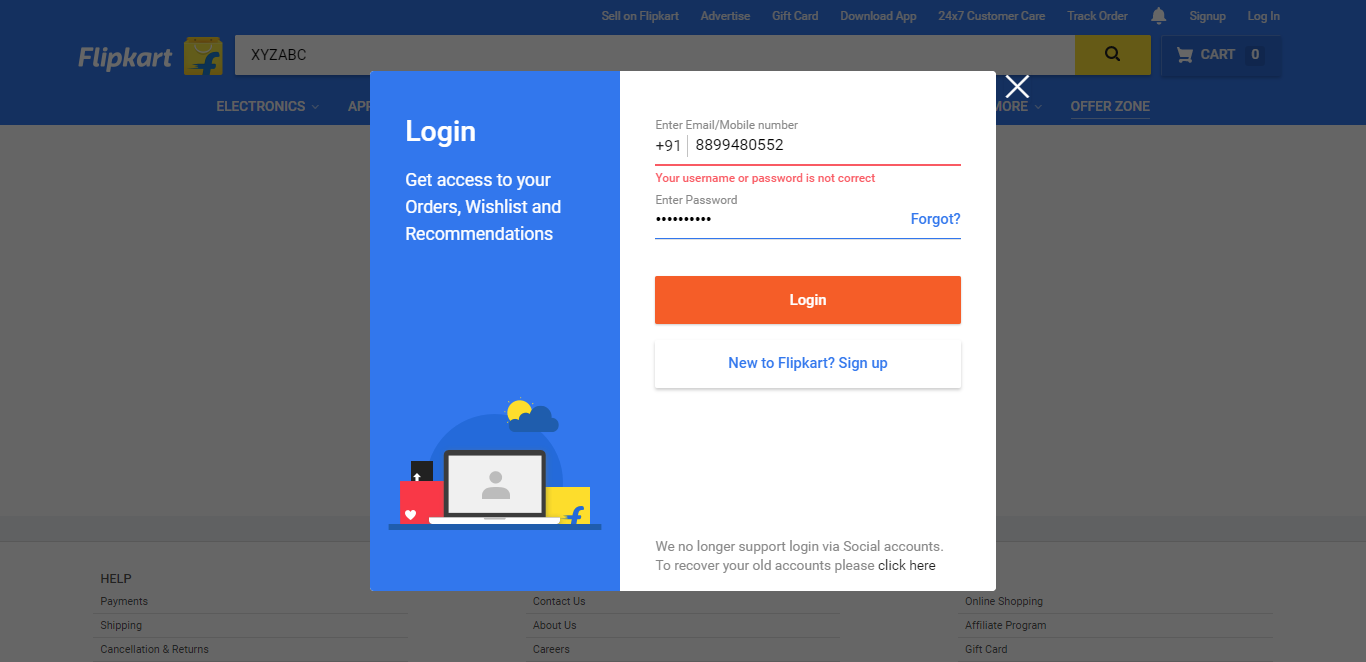 Sell on Flipkart Advertise Gift Card Download App 24x7 Customer Care Track Order Signup Log In
Flipkart XYZABC CART 0
ELECTRONICS APP MORE OFFER ZONE
Login
Get access to your
Orders, Wishlist and
Recommendations
Enter Email/Mobile number
+91 8899480552
Your username or password is not correct
Enter Password
•••••••••• Forgot?
Login
New to Flipkart? Sign up
We no longer support login via Social accounts.
To recover your old accounts please click here
HELP
Payments Contact Us Online Shopping
Shipping About Us Affiliate Program
Cancellation & Returns Careers Gift Card